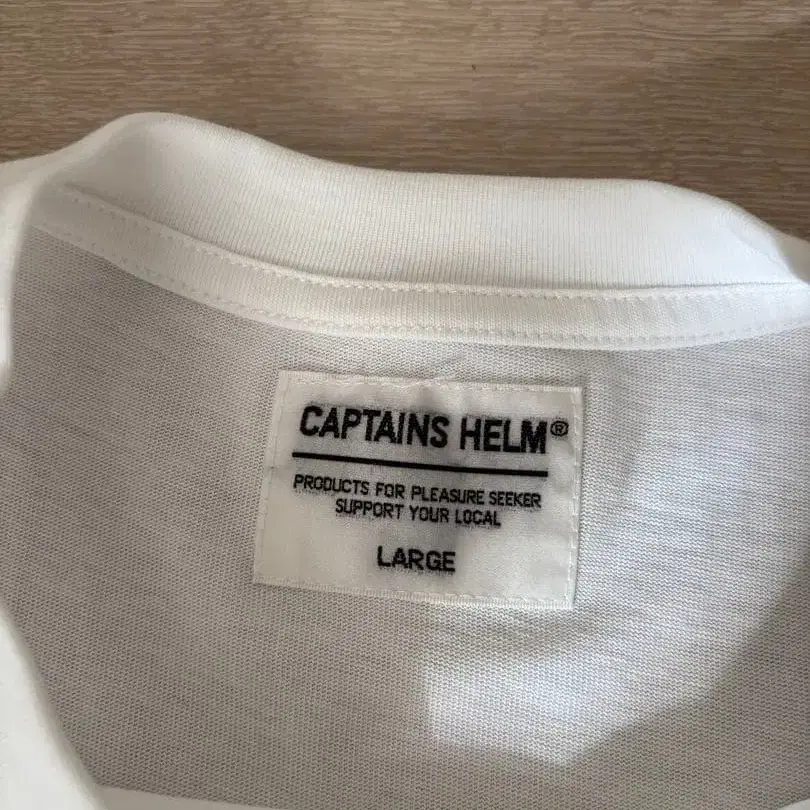 CAPTAINS HELM®
PRODUCTS FOR PLEASURE SEEKER
SUPPORT YOUR LOCAL
LARGE